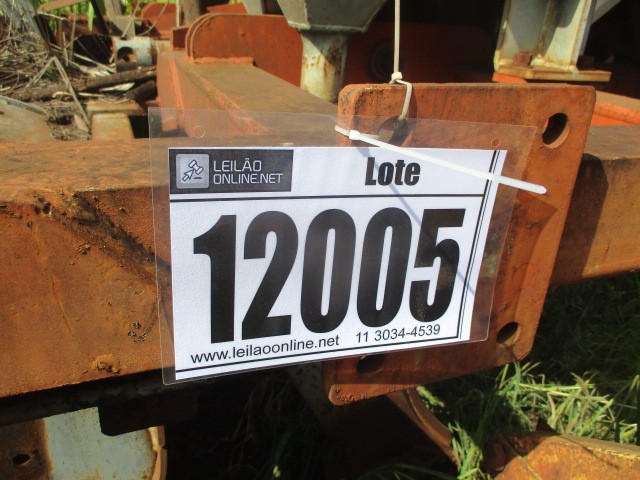 LEILÃO
ONLINE.NET
Lote
12005
www.leilaoonline.net 11 3034-4539